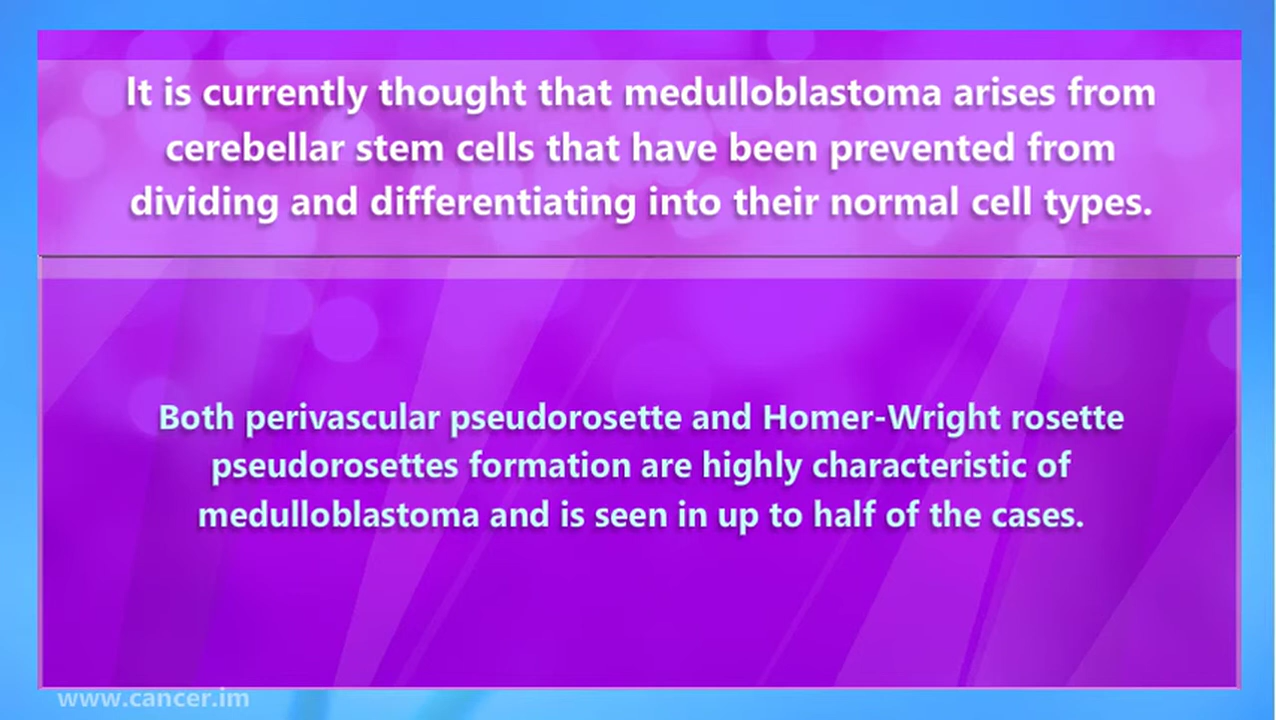 It is currently thought that medulloblastoma arises from
cerebellar stem cells that have been prevented from
dividing and differentiating into their normal cell types.
Both perivascular pseudorosette and Homer-Wright rosette
pseudorosettes formation are highly characteristic of
medulloblastoma and is seen in up to half of the cases.
www.cancer.im